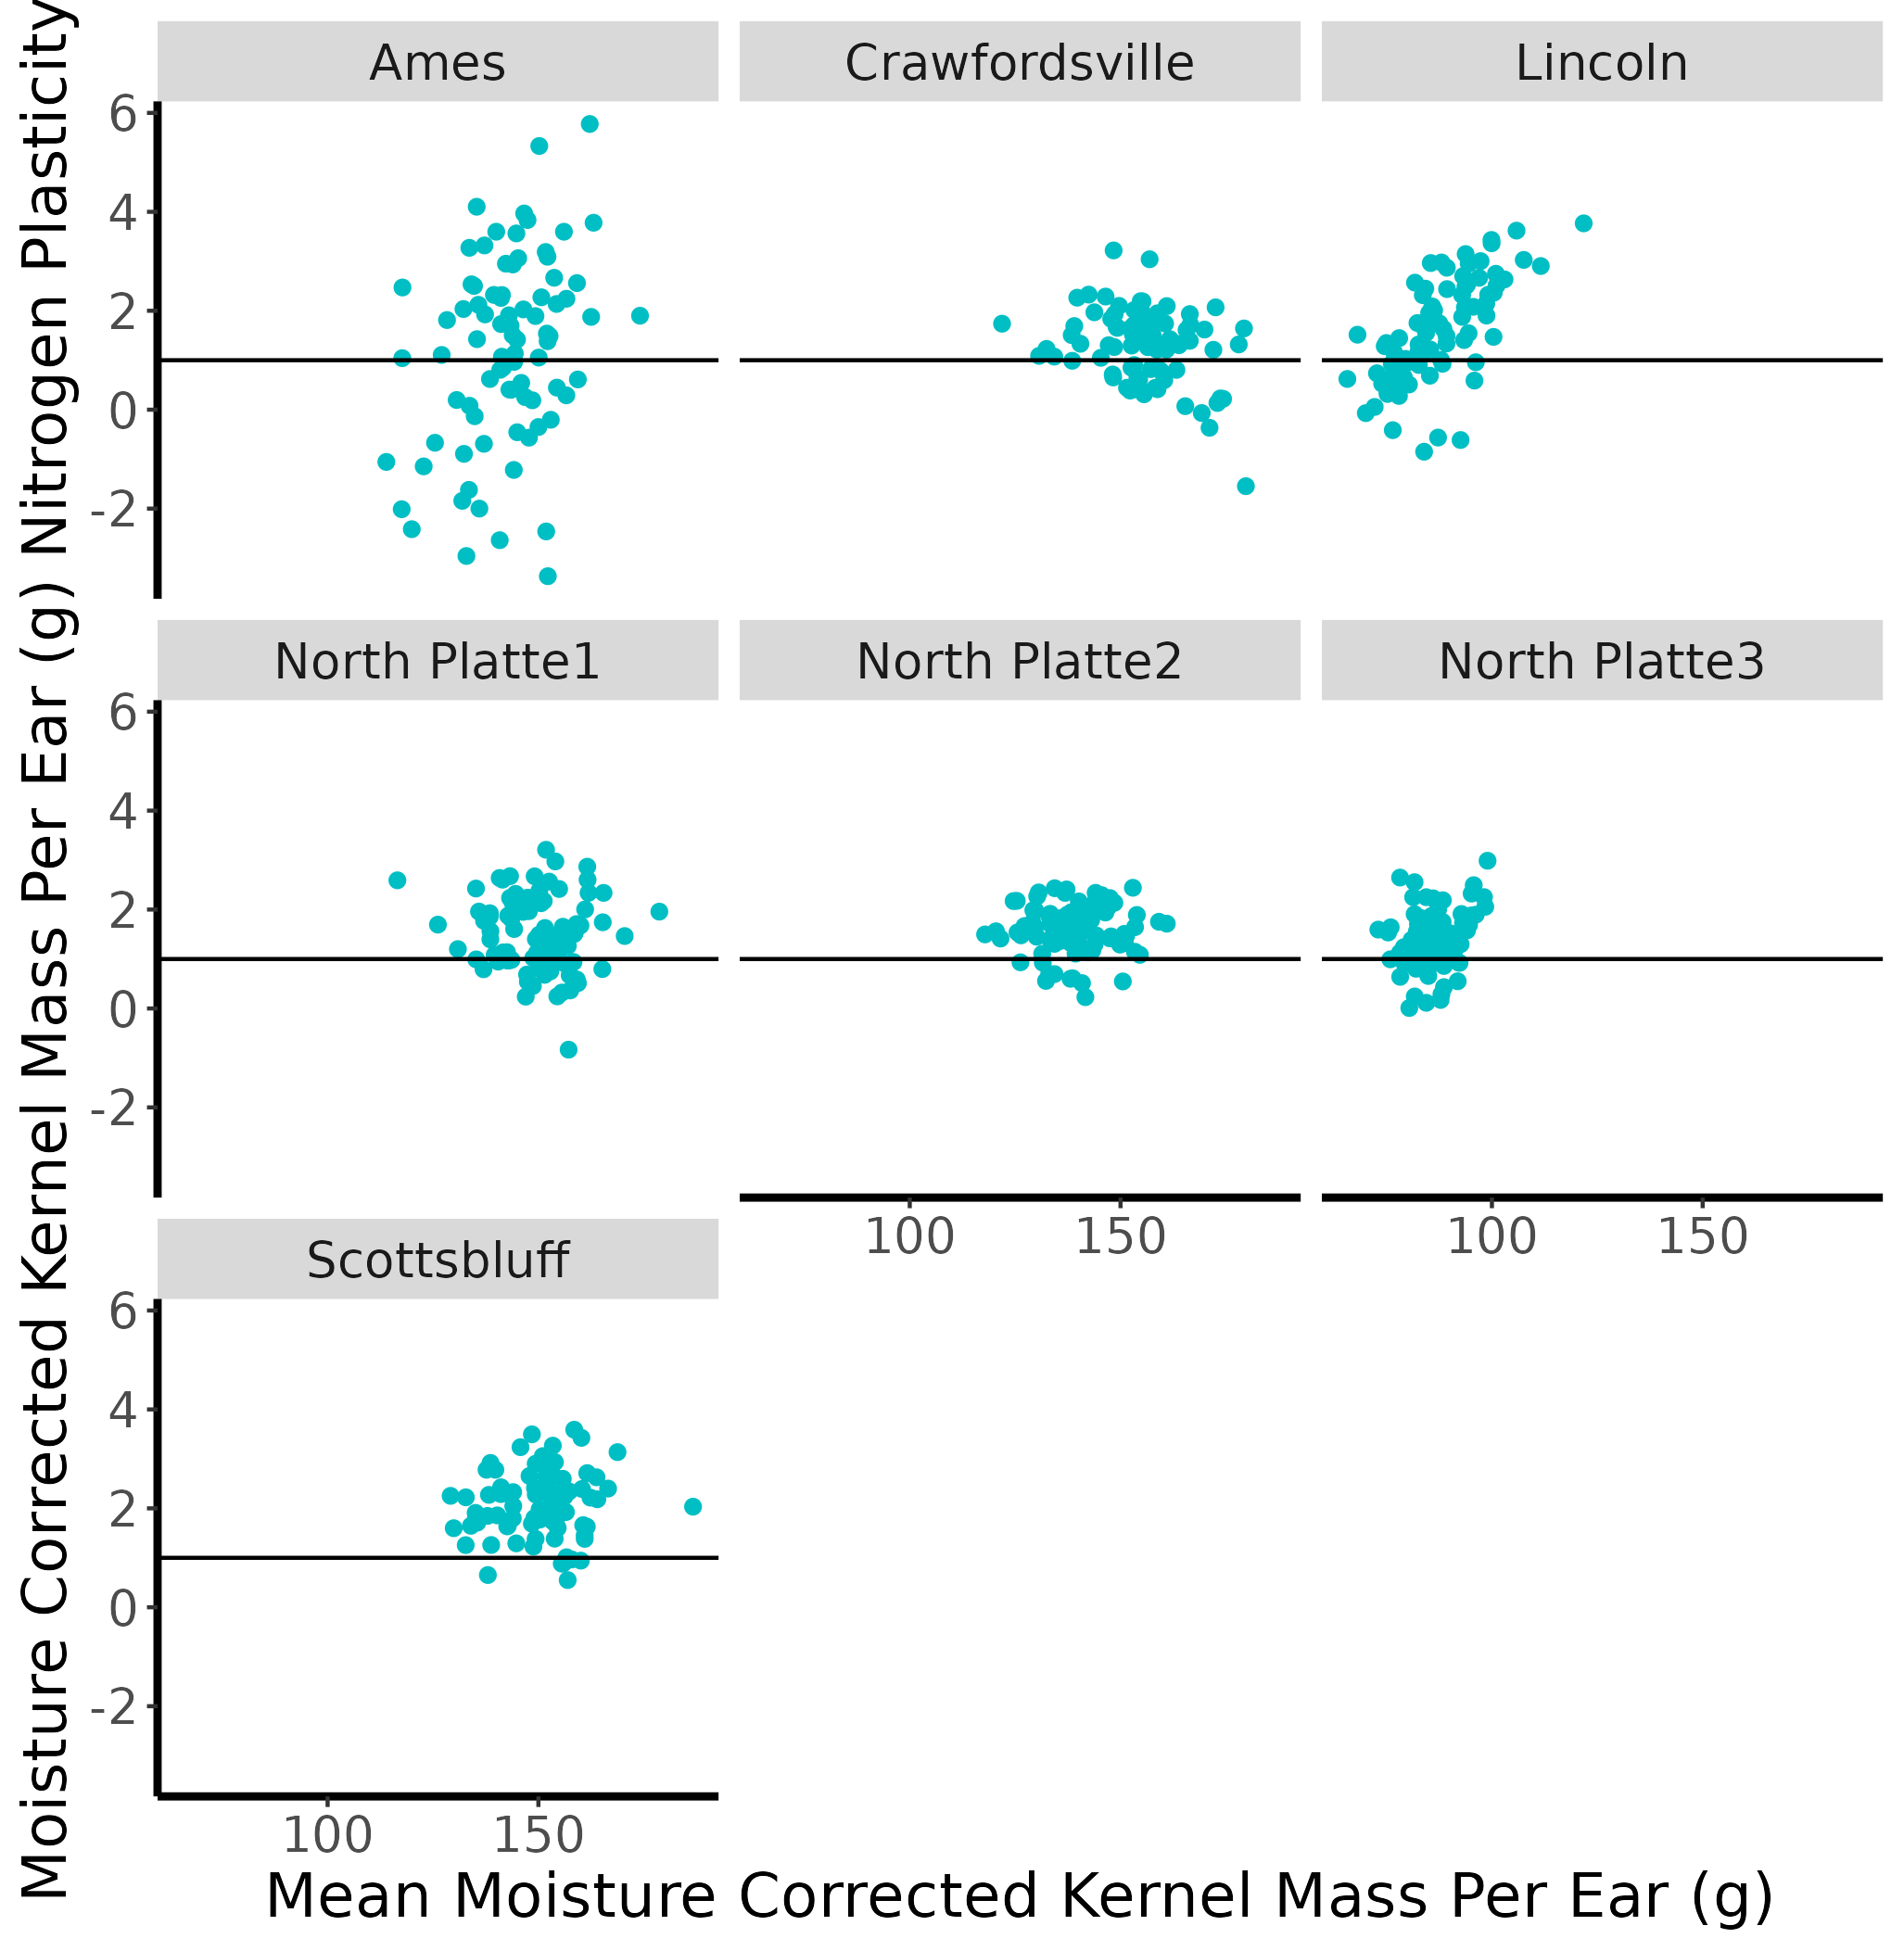 Moisture Corrected Kernel Mass Per Ear (g) Nitrogen Plasticity
Ames
Crawfordsville
Lincoln
6
4
2
0
-2
North Platte1
North Platte2
North Platte3
6
4
2
0
-2
100 150
100 150
Scottsbluff
6
4
2
0
-2
100 150
Mean Moisture Corrected Kernel Mass Per Ear (g)